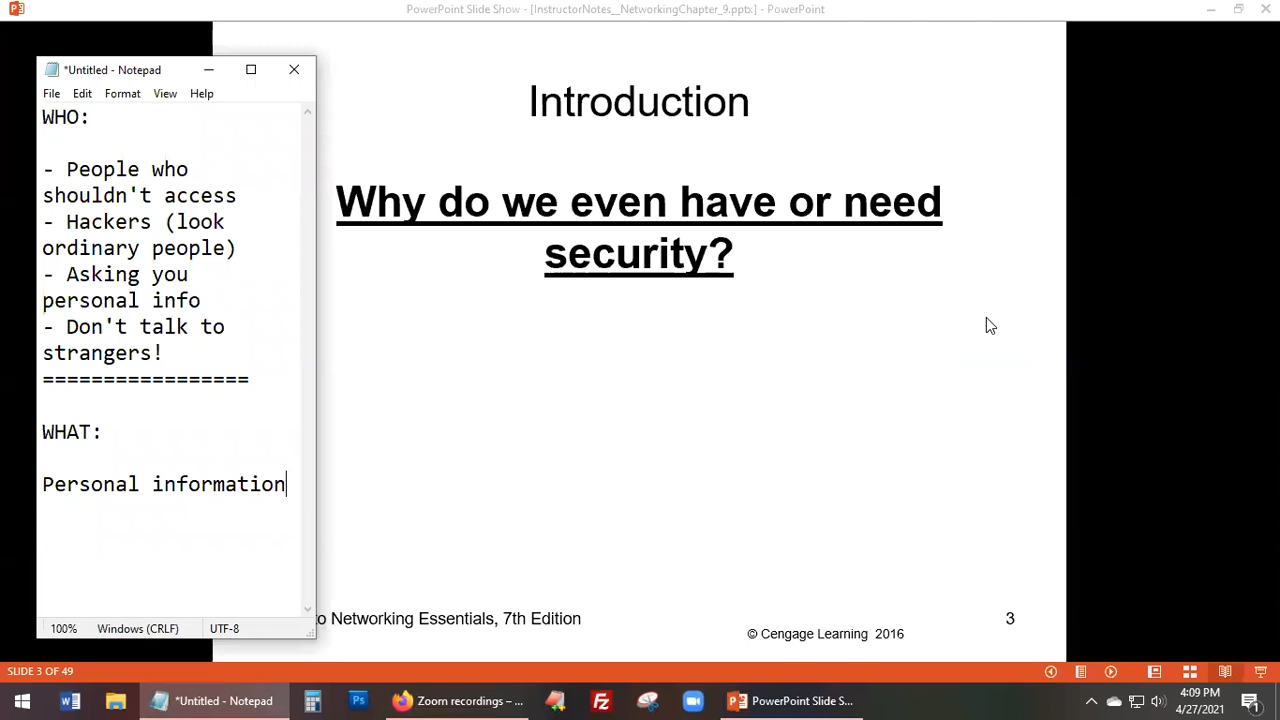 PowerPoint Slide Show - [InstructorNotes__NetworkingChapter_9.pptx] - PowerPoint
*Untitled - Notepad
File Edit Format View Help
WHO:
- People who
shouldn't access
- Hackers (look
ordinary people)
- Asking you
personal info
- Don't talk to
strangers!
=================
WHAT:
Personal information
100% Windows (CRLF) UTF-8
Introduction
Why do we even have or need
security?
to Networking Essentials, 7th Edition
© Cengage Learning 2016
3
SLIDE 3 OF 49
*Untitled - Notepad
Zoom recordings – ...
PowerPoint Slide S...
4:09 PM
4/27/2021